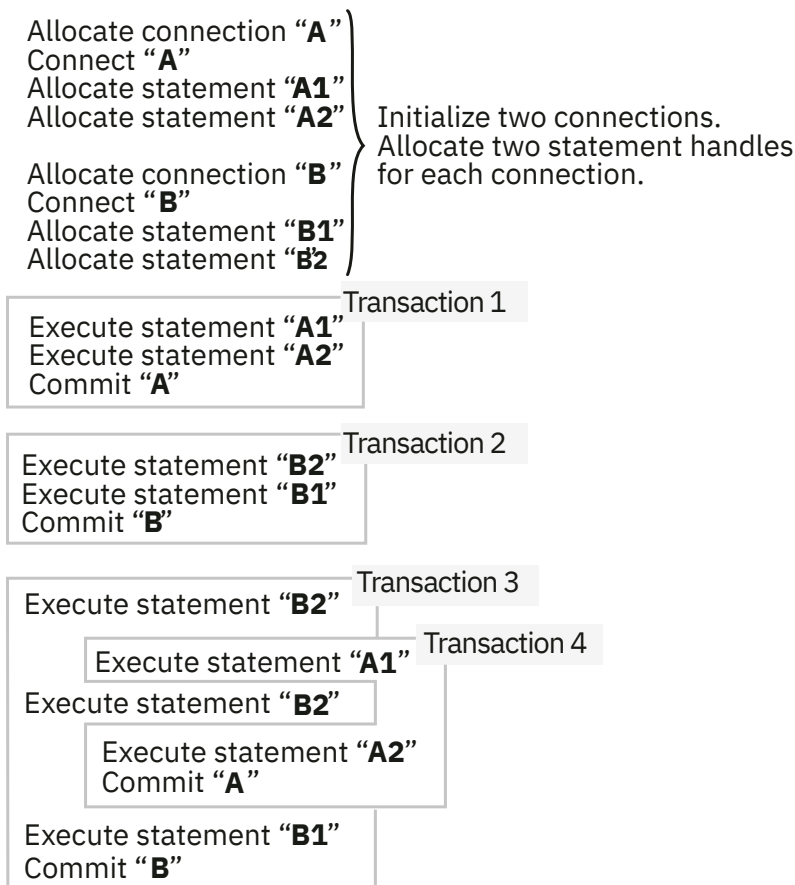 Allocate connection “A”
Connect “A”
Allocate statement “A1”
Allocate statement “A2”
Initialize two connections.
Allocate two statement handles
for each connection.
Allocate connection “B”
Connect “B”
Allocate statement “B1”
Allocate statement “B2”
Transaction 1
Execute statement “A1”
Execute statement “A2”
Commit “A”
Transaction 2
Execute statement “B2”
Execute statement “B1”
Commit “B”
Transaction 3
Execute statement “B2”
Transaction 4
Execute statement “A1”
Execute statement “B2”
Execute statement “A2”
Commit “A”
Execute statement “B1”
Commit “B”